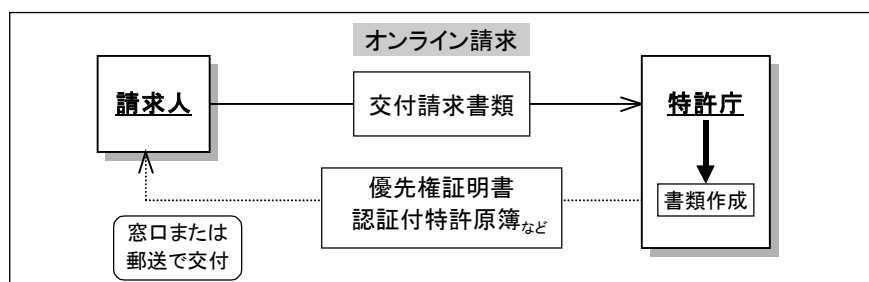 オンライン請求
請求人
交付請求書類
特許庁
書類作成
優先権証明書
認証付特許原簿など
窓口または
郵送で交付